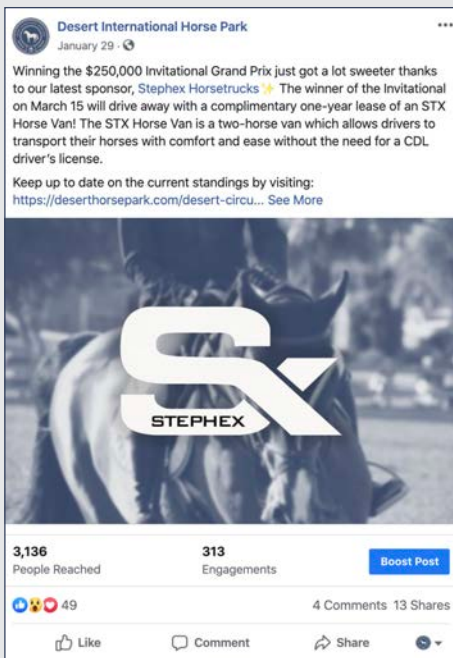 Desert International Horse Park
January 29 ·
Winning the $250,000 Invitational Grand Prix just got a lot sweeter thanks
to our latest sponsor, Stephex Horsetrucks✨ The winner of the Invitational
on March 15 will drive away with a complimentary one-year lease of an STX
Horse Van! The STX Horse Van is a two-horse van which allows drivers to
transport their horses with comfort and ease without the need for a CDL
driver's license.
Keep up to date on the current standings by visiting:
https://deserthorsepark.com/desert-circu... See More
SX
STEPHEX
3,136
People Reached
313
Engagements
Boost Post
49
4 Comments 13 Shares
Like Comment Share